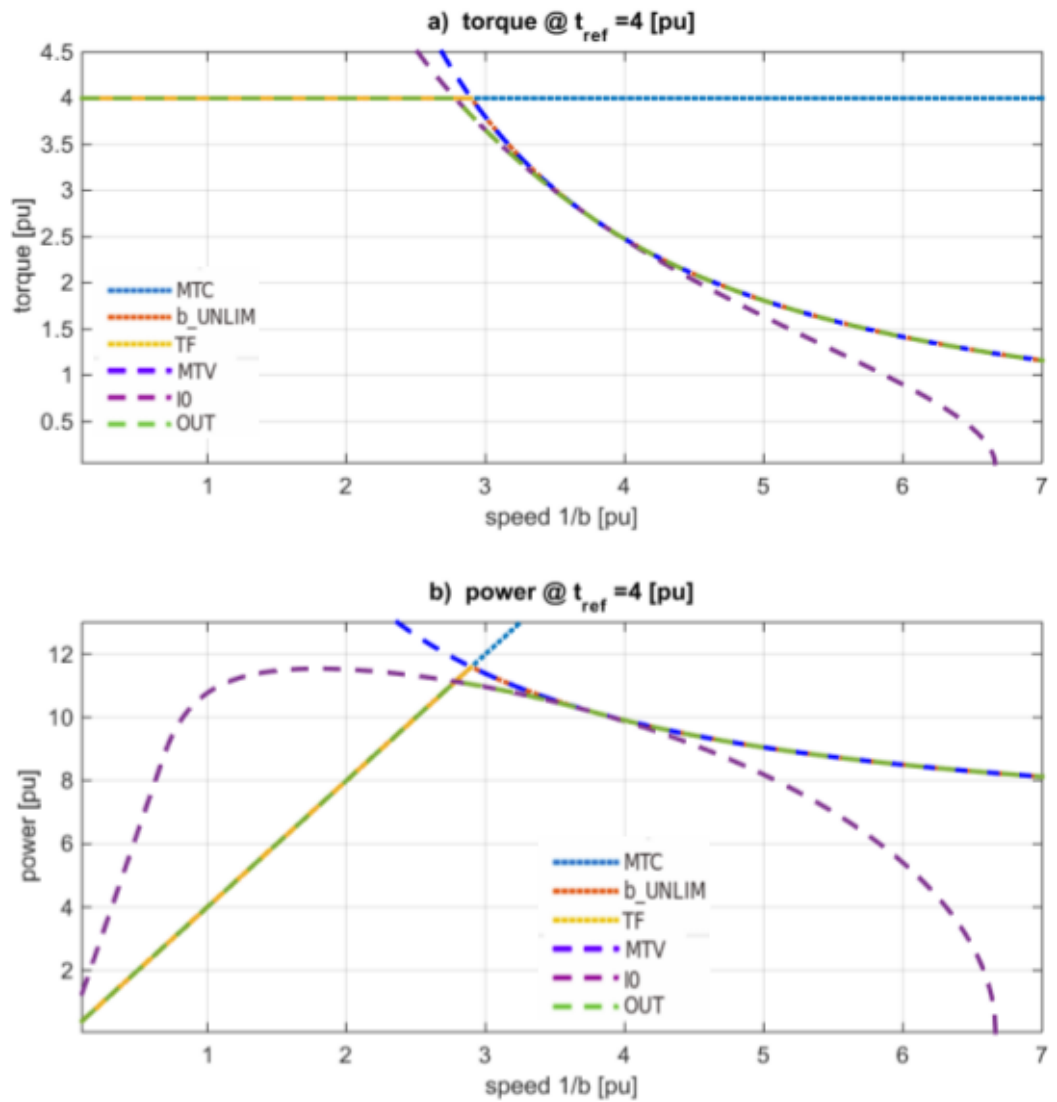 a) torque @ t_ref =4 [pu]
4.5
4
3.5
3
2.5
2
1.5
1
0.5
torque [pu]
MTC
b_UNLIM
TF
MTV
I0
OUT
1 2 3 4 5 6 7
speed 1/b [pu]
b) power @ t_ref =4 [pu]
12
10
8
6
4
2
power [pu]
MTC
b_UNLIM
TF
MTV
I0
OUT
1 2 3 4 5 6 7
speed 1/b [pu]